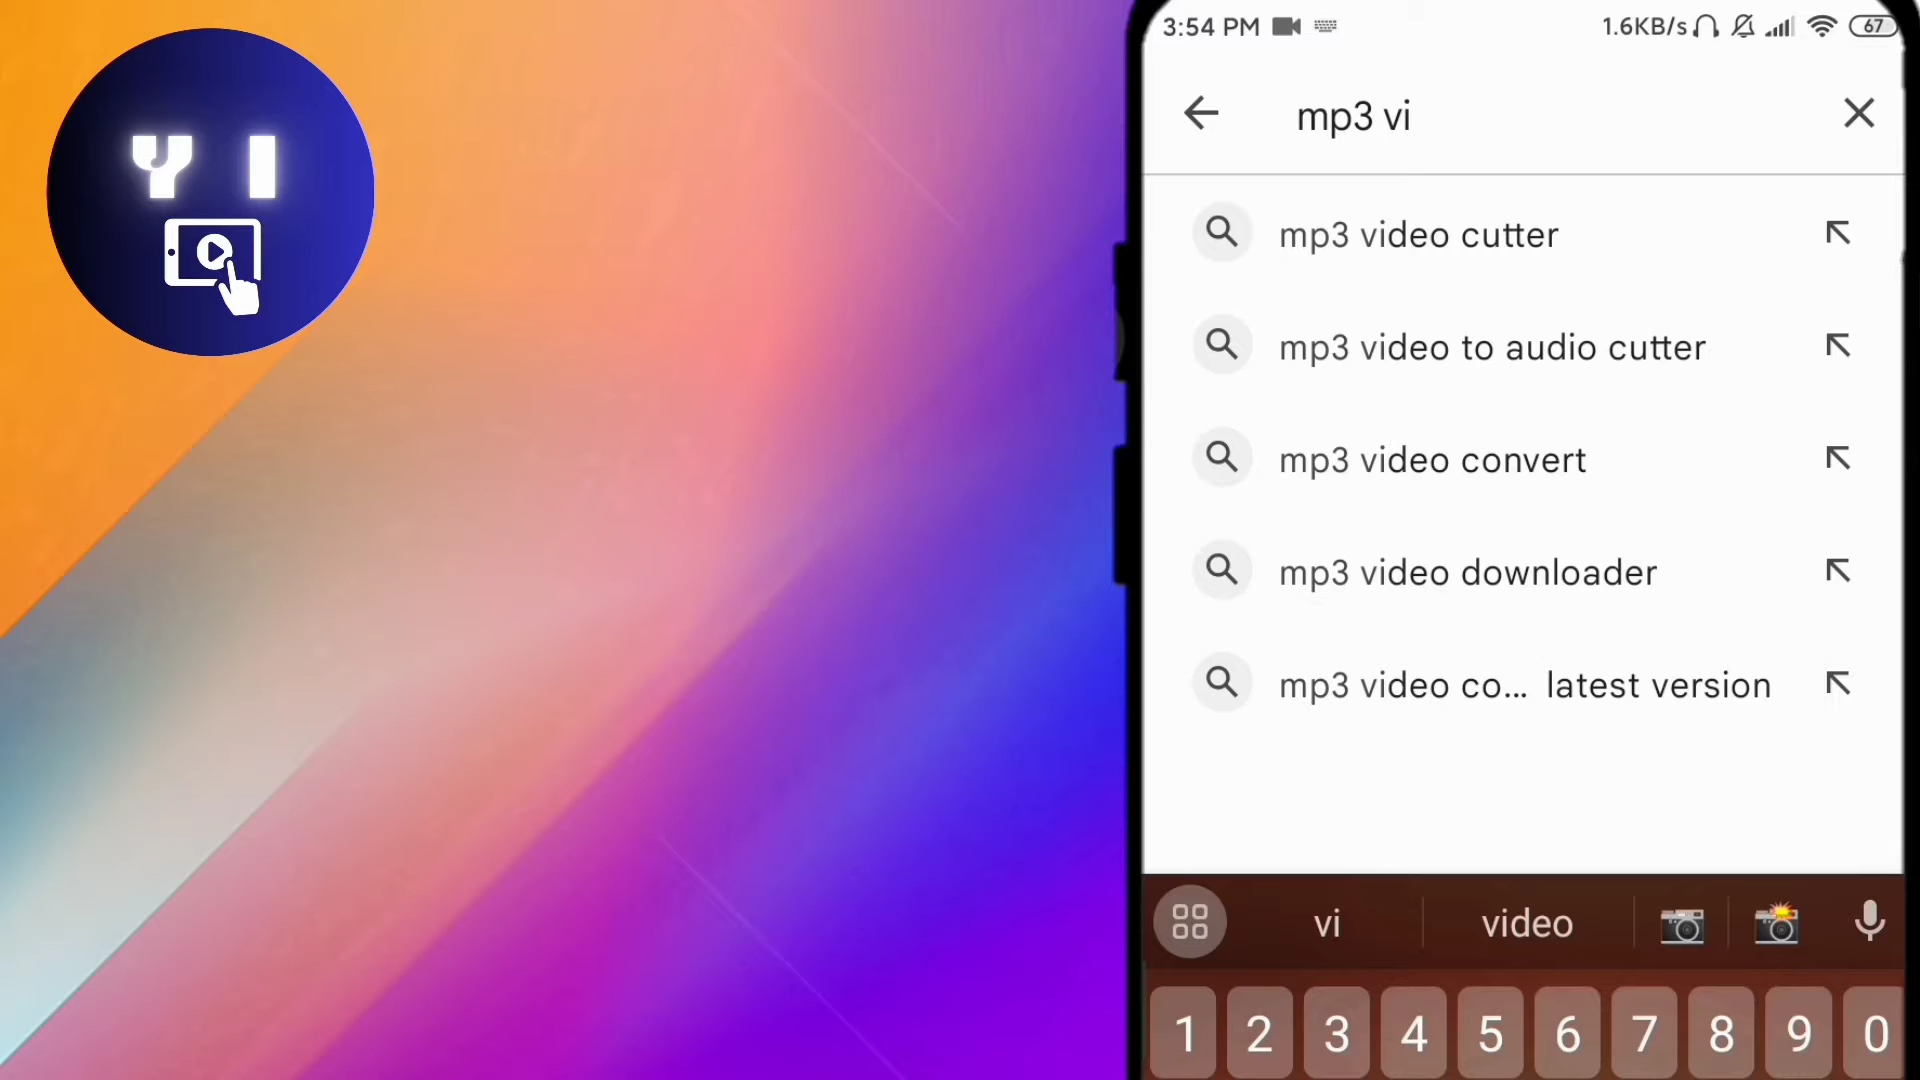 Y I
3:54 PM 1.6KB/s 67
mp3 vi
mp3 video cutter
mp3 video to audio cutter
mp3 video convert
mp3 video downloader
mp3 video co... latest version
vi video
1 2 3 4 5 6 7 8 9 0